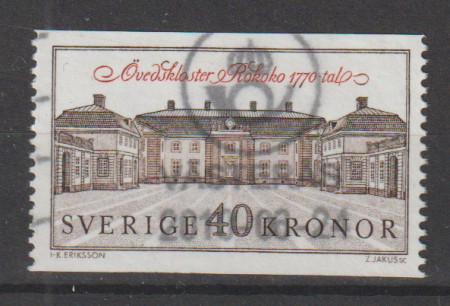 Övedskloster Rokoko 1770-tal
SVERIGE 40 KRONOR
I-K. ERIKSSON
Z. JAKUS SC.